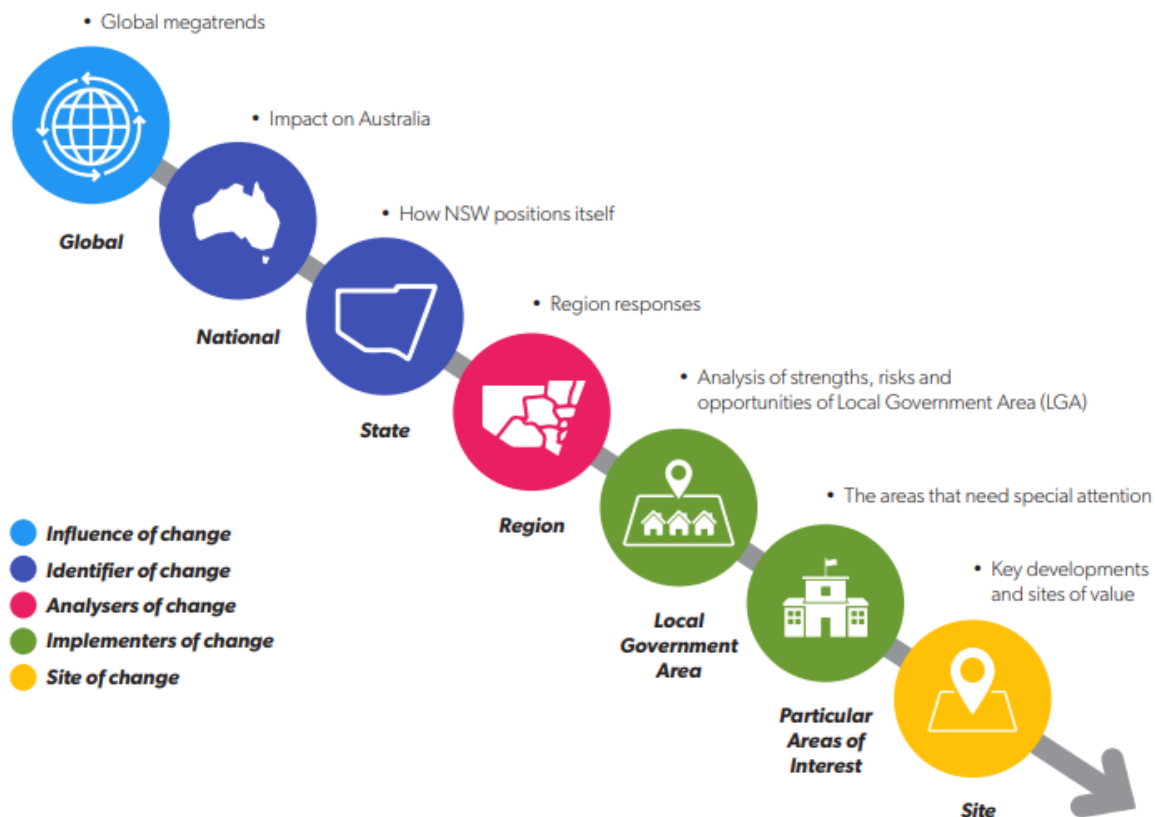 • Global megatrends
• Impact on Australia
Global
• How NSW positions itself
National
• Region responses
State
• Analysis of strengths, risks and
opportunities of Local Government Area (LGA)
Region
• The areas that need special attention
Local
Government
Area
• Key developments
and sites of value
Particular
Areas of
Interest
Site
Influence of change
Identifier of change
Analysers of change
Implementers of change
Site of change